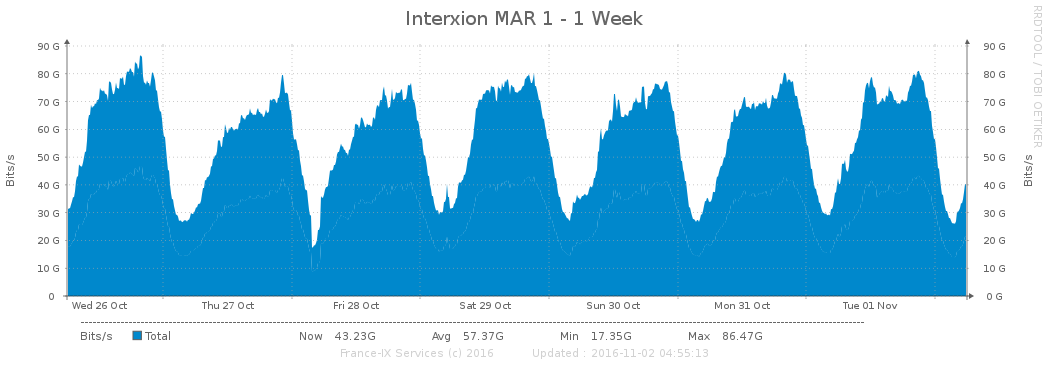 Interxion MAR 1 - 1 Week
RRDTOOL / TOBI OETIKER
90 G 90 G
80 G 80 G
70 G 70 G
60 G 60 G
50 G 50 G
40 G 40 G
30 G 30 G
20 G 20 G
10 G 10 G
0 0 G
Bits/s
Bits/s
Wed 26 Oct Thu 27 Oct Fri 28 Oct Sat 29 Oct Sun 30 Oct Mon 31 Oct Tue 01 Nov
Bits/s Total Now 43.23G Avg 57.37G Min 17.35G Max 86.47G
France-IX Services (c) 2016 Updated : 2016-11-02 04:55:13